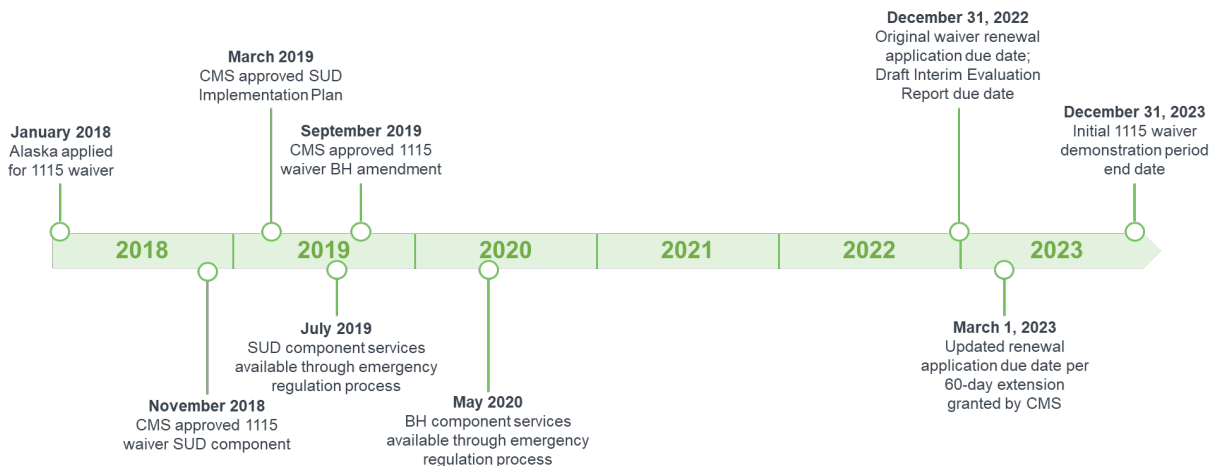 December 31, 2022
Original waiver renewal
application due date;
Draft Interim Evaluation
Report due date
March 2019
CMS approved SUD
Implementation Plan
December 31, 2023
Initial 1115 waiver
demonstration period
end date
January 2018
Alaska applied
for 1115 waiver
September 2019
CMS approved 1115
waiver BH amendment
2018
2019
2020
2021
2022
2023
July 2019
SUD component services
available through emergency
regulation process
March 1, 2023
Updated renewal
application due date per
60-day extension
granted by CMS
November 2018
CMS approved 1115
waiver SUD component
May 2020
BH component services
available through emergency
regulation process